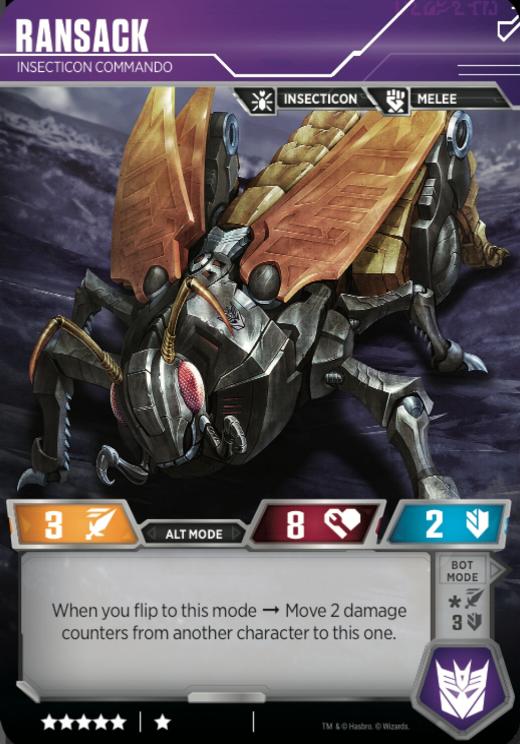 RANSACK
INSECTICON COMMANDO
INSECTICON
MELEE
3
ALT MODE
8
2
When you flip to this mode → Move 2 damage
counters from another character to this one.
BOT
MODE
*
3
★★★★★ | ★ |
TM & © Hasbro. © Wizards.